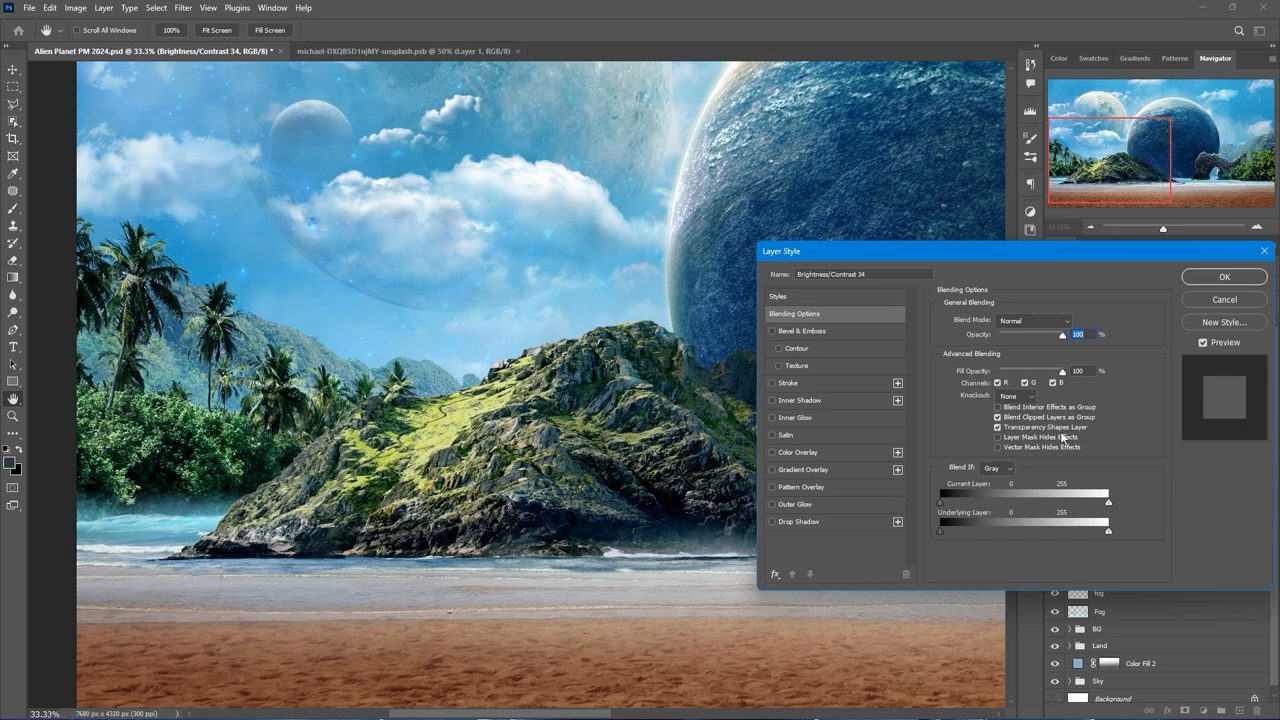 Ps File Edit Image Layer Type Select Filter View Plugins Window Help
Scroll All Windows 100% Fit Screen Fill Screen
Alien Planet PM 2024.psd @ 33.3% (Brightness/Contrast 34, RGB/8) * × michael-DXQB5D1njMY-unsplash.psb @ 50% (Layer 1, RGB/8) ×
Color Swatches Gradients Patterns Navigator
33.33%
Layer Style
Name: Brightness/Contrast 34
Styles
Blending Options
Bevel & Emboss
Contour
Texture
Stroke
Inner Shadow
Inner Glow
Satin
Color Overlay
Gradient Overlay
Pattern Overlay
Outer Glow
Drop Shadow
fx
Blending Options
General Blending
Blend Mode: Normal
Opacity: 100 %
Advanced Blending
Fill Opacity: 100 %
Channels: R G B
Knockout: None
Blend Interior Effects as Group
Blend Clipped Layers as Group
Transparency Shapes Layer
Layer Mask Hides Effects
Vector Mask Hides Effects
Blend If: Gray
Current Layer: 0 255
Underlying Layer: 0 255
OK
Cancel
New Style...
Preview
fog
Fog
BG
Land
Color Fill 2
Sky
Background
fx
33.33% 7680 px x 4320 px (300 ppi)